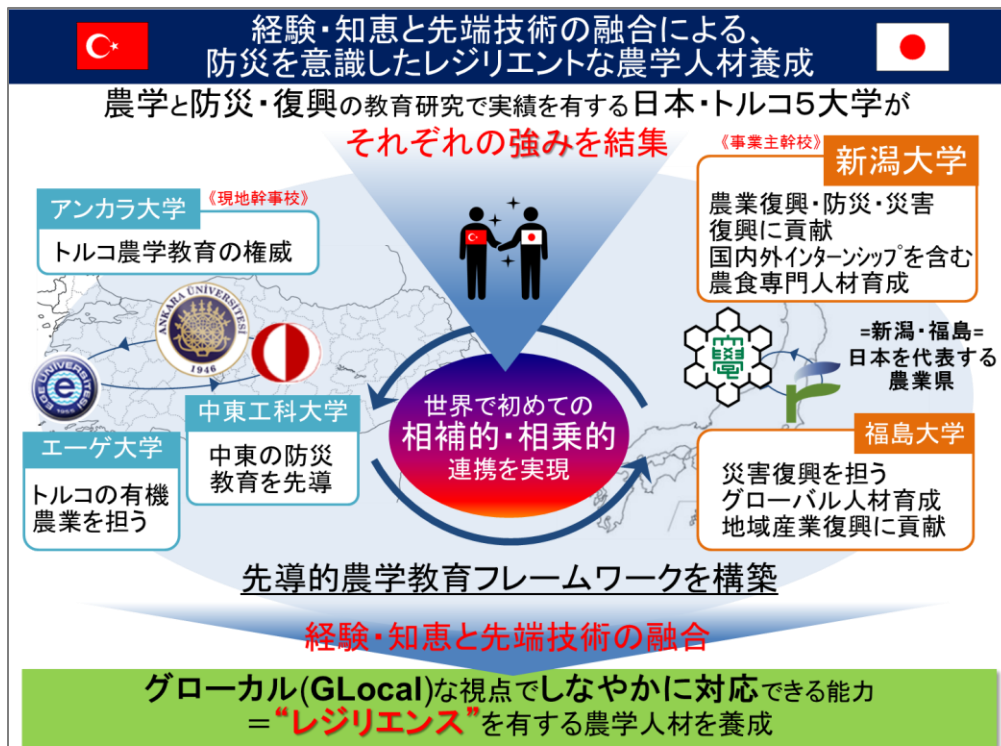 経験・知恵と先端技術の融合による、
防災を意識したレジリエントな農学人材養成
農学と防災・復興の教育研究で実績を有する日本・トルコ5大学が
それぞれの強みを結集
《事業主幹校》
新潟大学
農業復興・防災・災害
復興に貢献
国内外インターンシップを含む
農食専門人材育成
アンカラ大学
《現地幹事校》
トルコ農学教育の権威
ANKARA ÜNİVERSİTESİ
1946
EGE ÜNİVERSİTESİ
e
1955
=新潟・福島=
日本を代表する
農業県
中東工科大学
中東の防災
教育を先導
エーゲ大学
トルコの有機
農業を担う
世界で初めての
相補的・相乗的
連携を実現
福島大学
災害復興を担う
グローバル人材育成
地域産業復興に貢献
先導的農学教育フレームワークを構築
経験・知恵と先端技術の融合
グローカル(GLocal)な視点でしなやかに対応できる能力
=“レジリエンス”を有する農学人材を養成